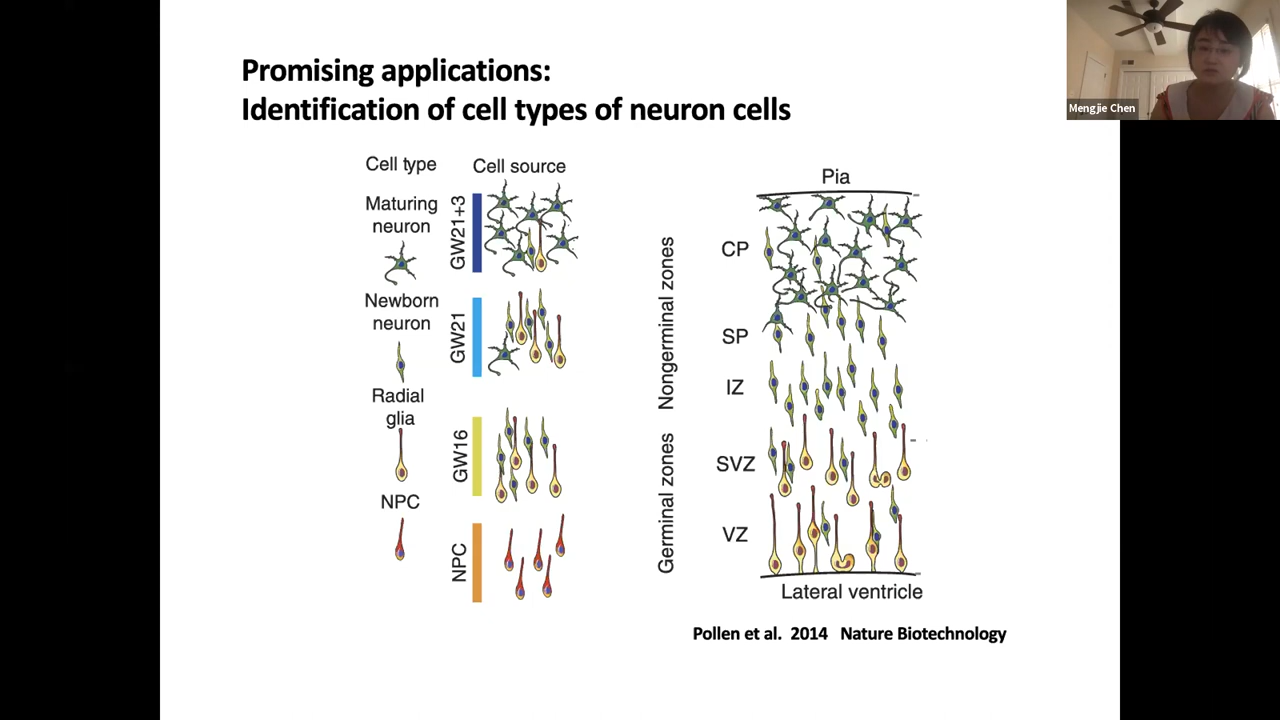 Promising applications:
Identification of cell types of neuron cells
Mengjie Chen
Cell type
Cell source
Maturing
neuron
GW21+3
Newborn
neuron
GW21
Radial
glia
GW16
NPC
NPC
Pia
Nongerminal zones
CP
SP
IZ
Germinal zones
SVZ
VZ
Lateral ventricle
Pollen et al. 2014 Nature Biotechnology